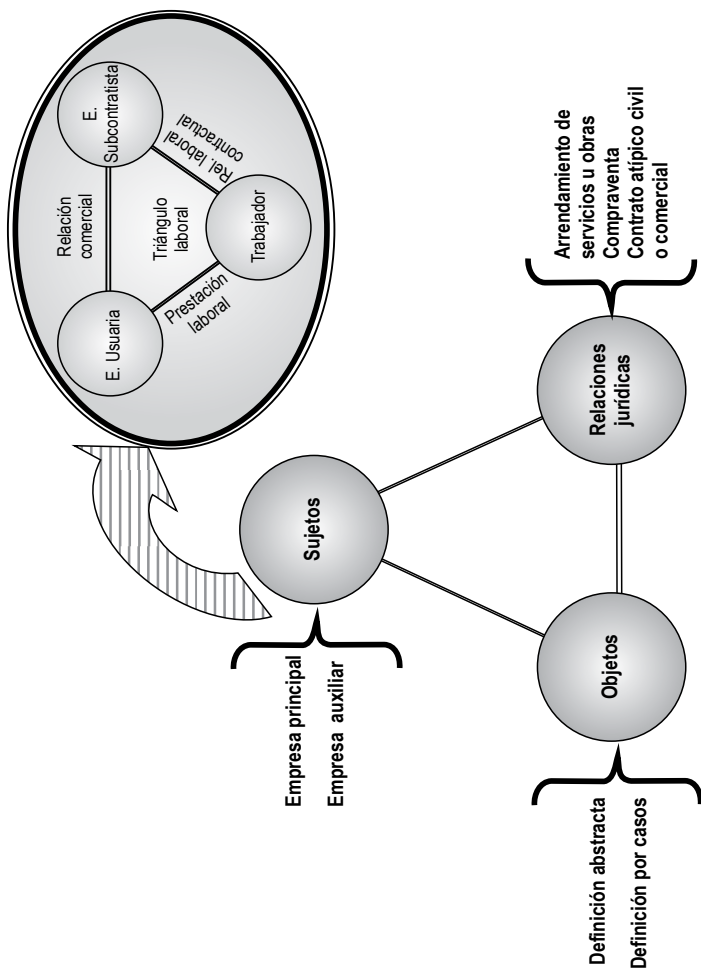 E. Usuaria
Relación
comercial
E.
Subcontratista
Triángulo
laboral
Prestación
laboral
Rel. laboral
contractual
Trabajador
Empresa principal
Empresa auxiliar
Sujetos
Definición abstracta
Definición por casos
Objetos
Relaciones
jurídicas
Arrendamiento de
servicios u obras
Compraventa
Contrato atípico civil
o comercial